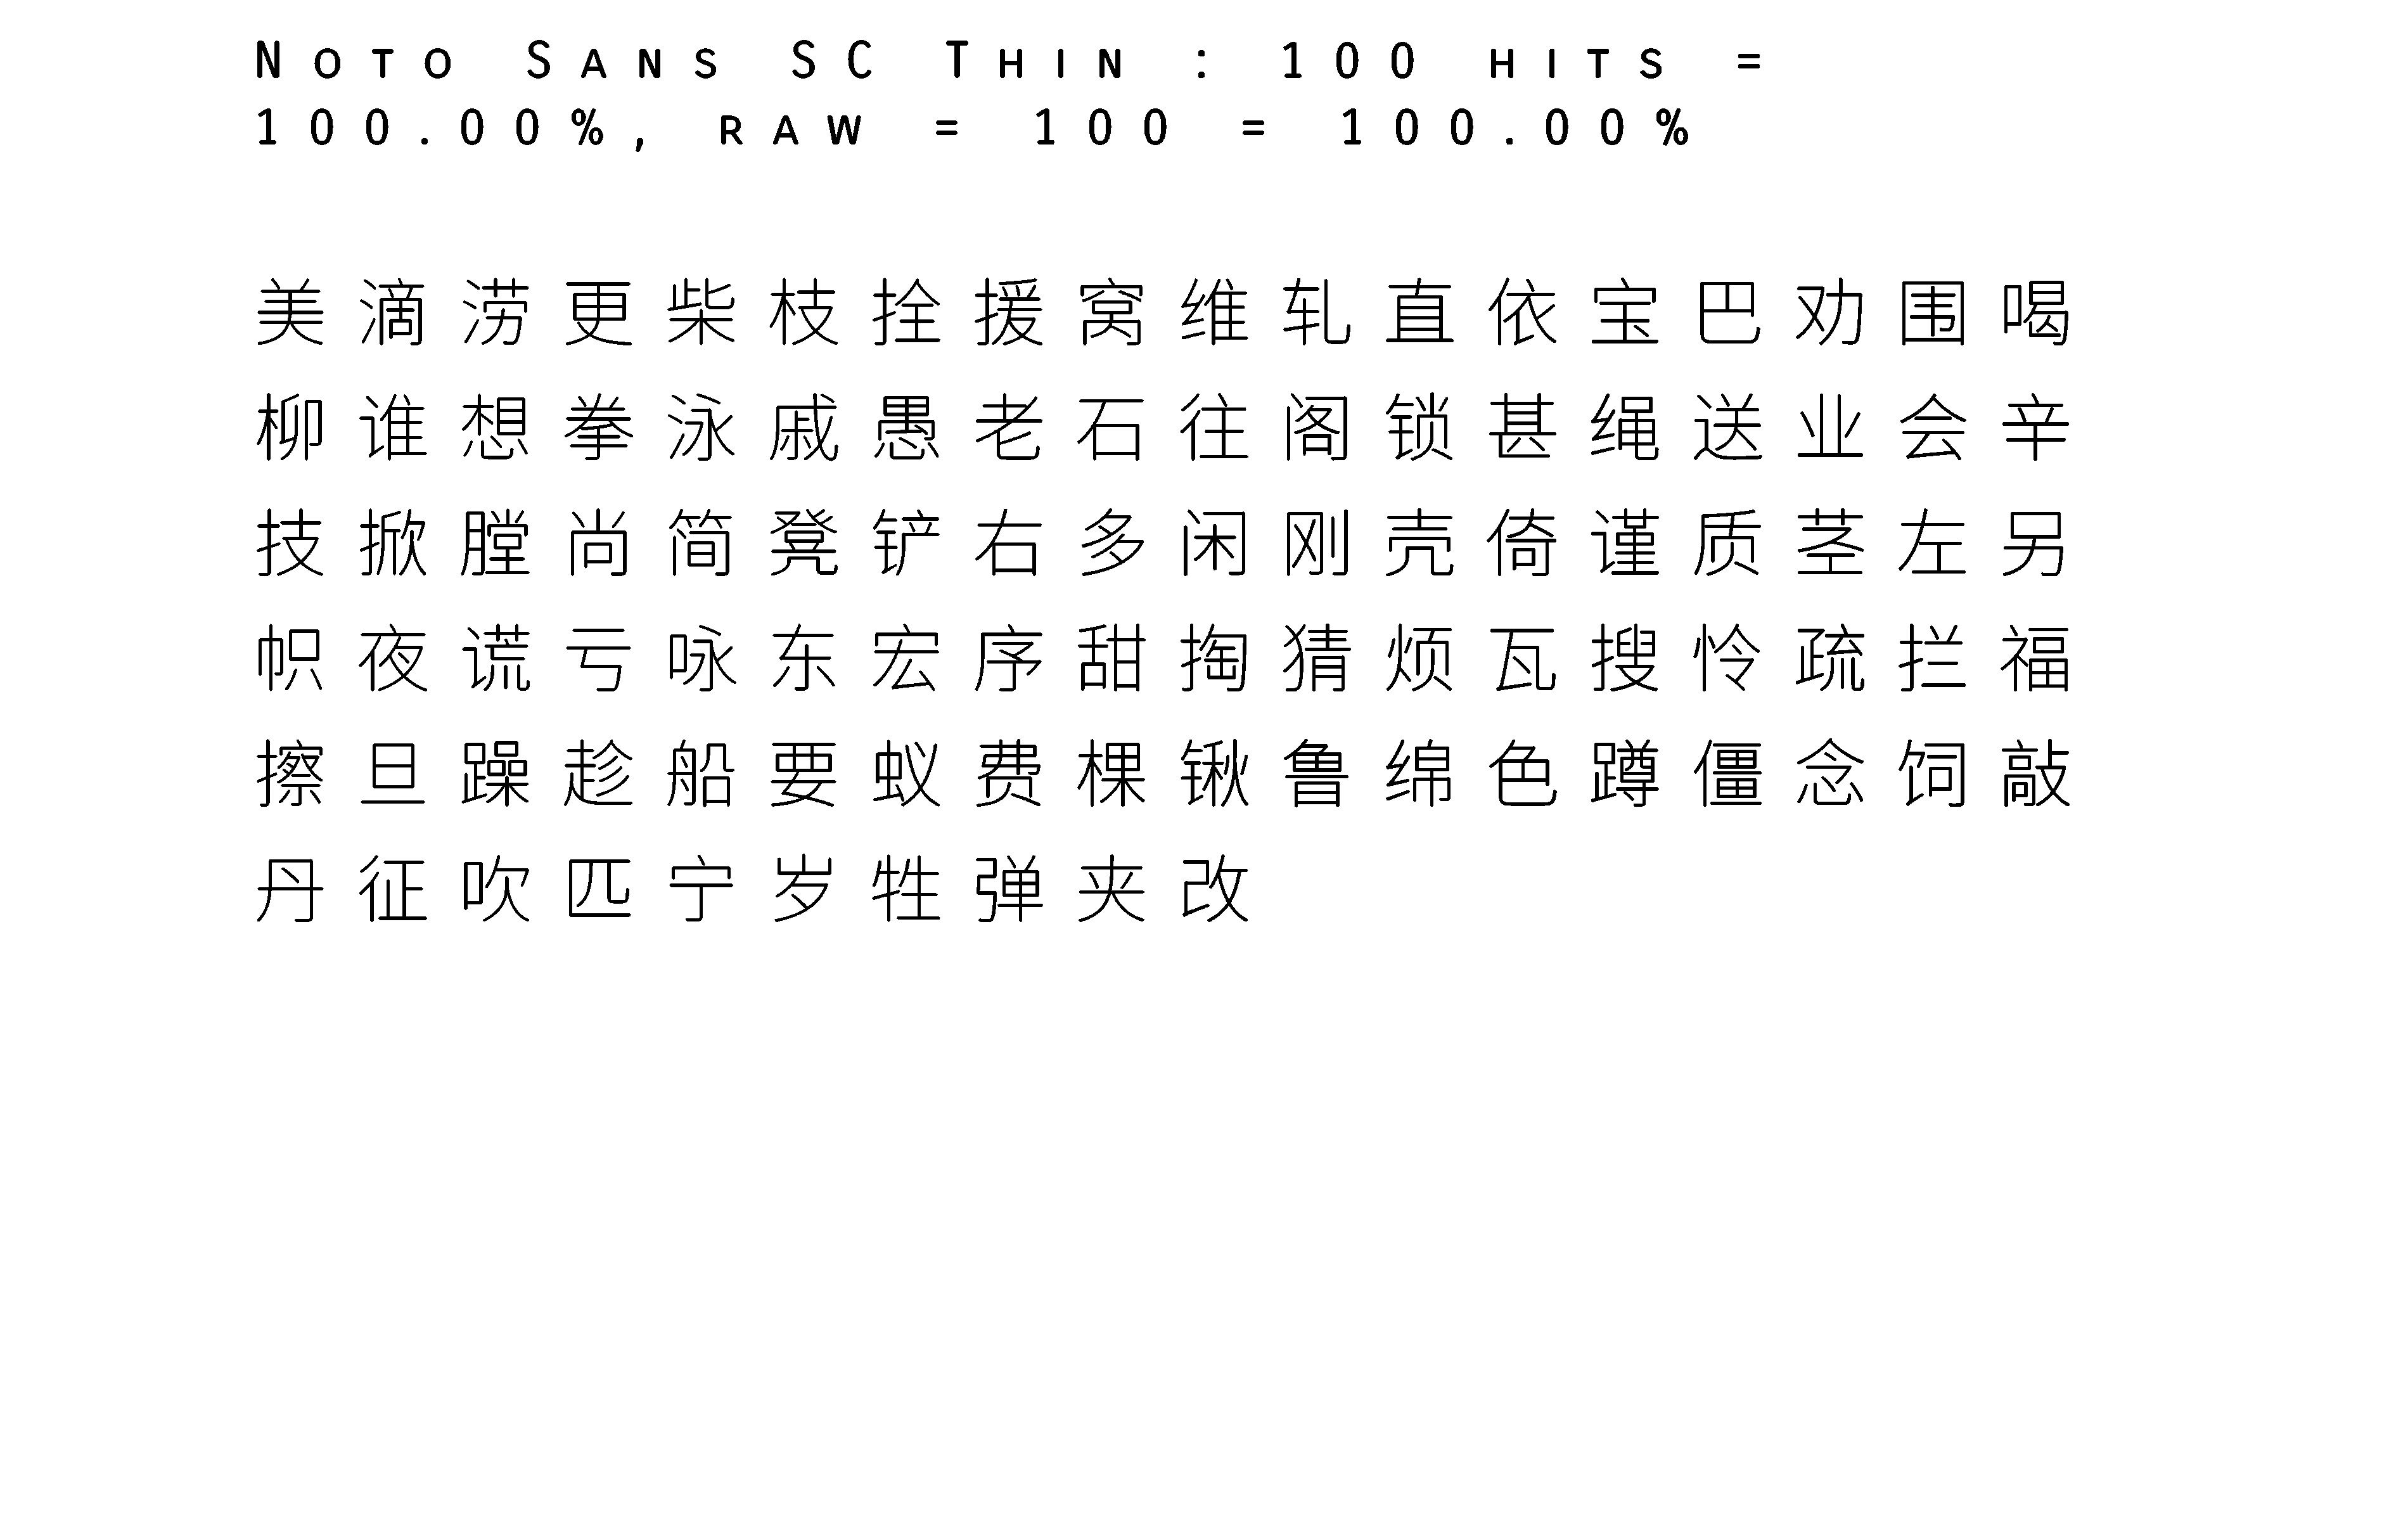 Noto Sans SC Thin : 100 hits =
100.00%, raw = 100 = 100.00%
美滴涝更柴枝拴援窝维轧直依宝巴劝围喝
柳谁想拳泳戚愚老石往阁锁甚绳送业会辛
技掀膛尚简凳铲右多闲刚壳倚谨质茎左另
帜夜谎亏咏东宏序甜掏猜烦瓦搜怜疏拦福
擦旦躁趁船要蚁费棵锹鲁绵色蹲僵念饲敲
丹征吹匹宁岁牲弹夹改